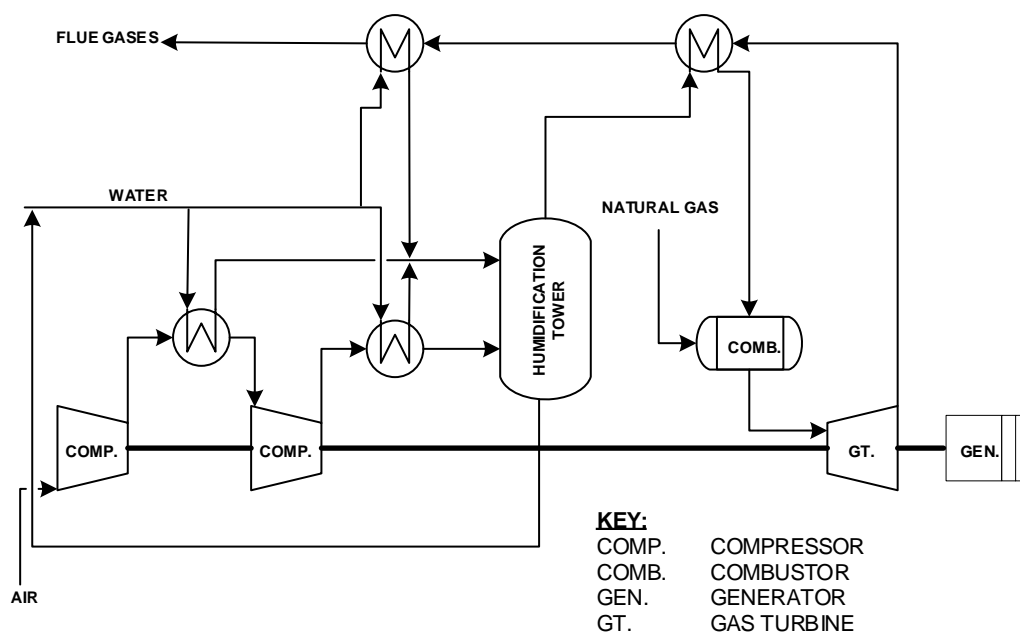 FLUE GASES
WATER
NATURAL GAS
HUMIDIFICATION
TOWER
COMB.
COMP.
COMP.
GT.
GEN.
AIR
KEY:
COMP. COMPRESSOR
COMB. COMBUSTOR
GEN. GENERATOR
GT. GAS TURBINE